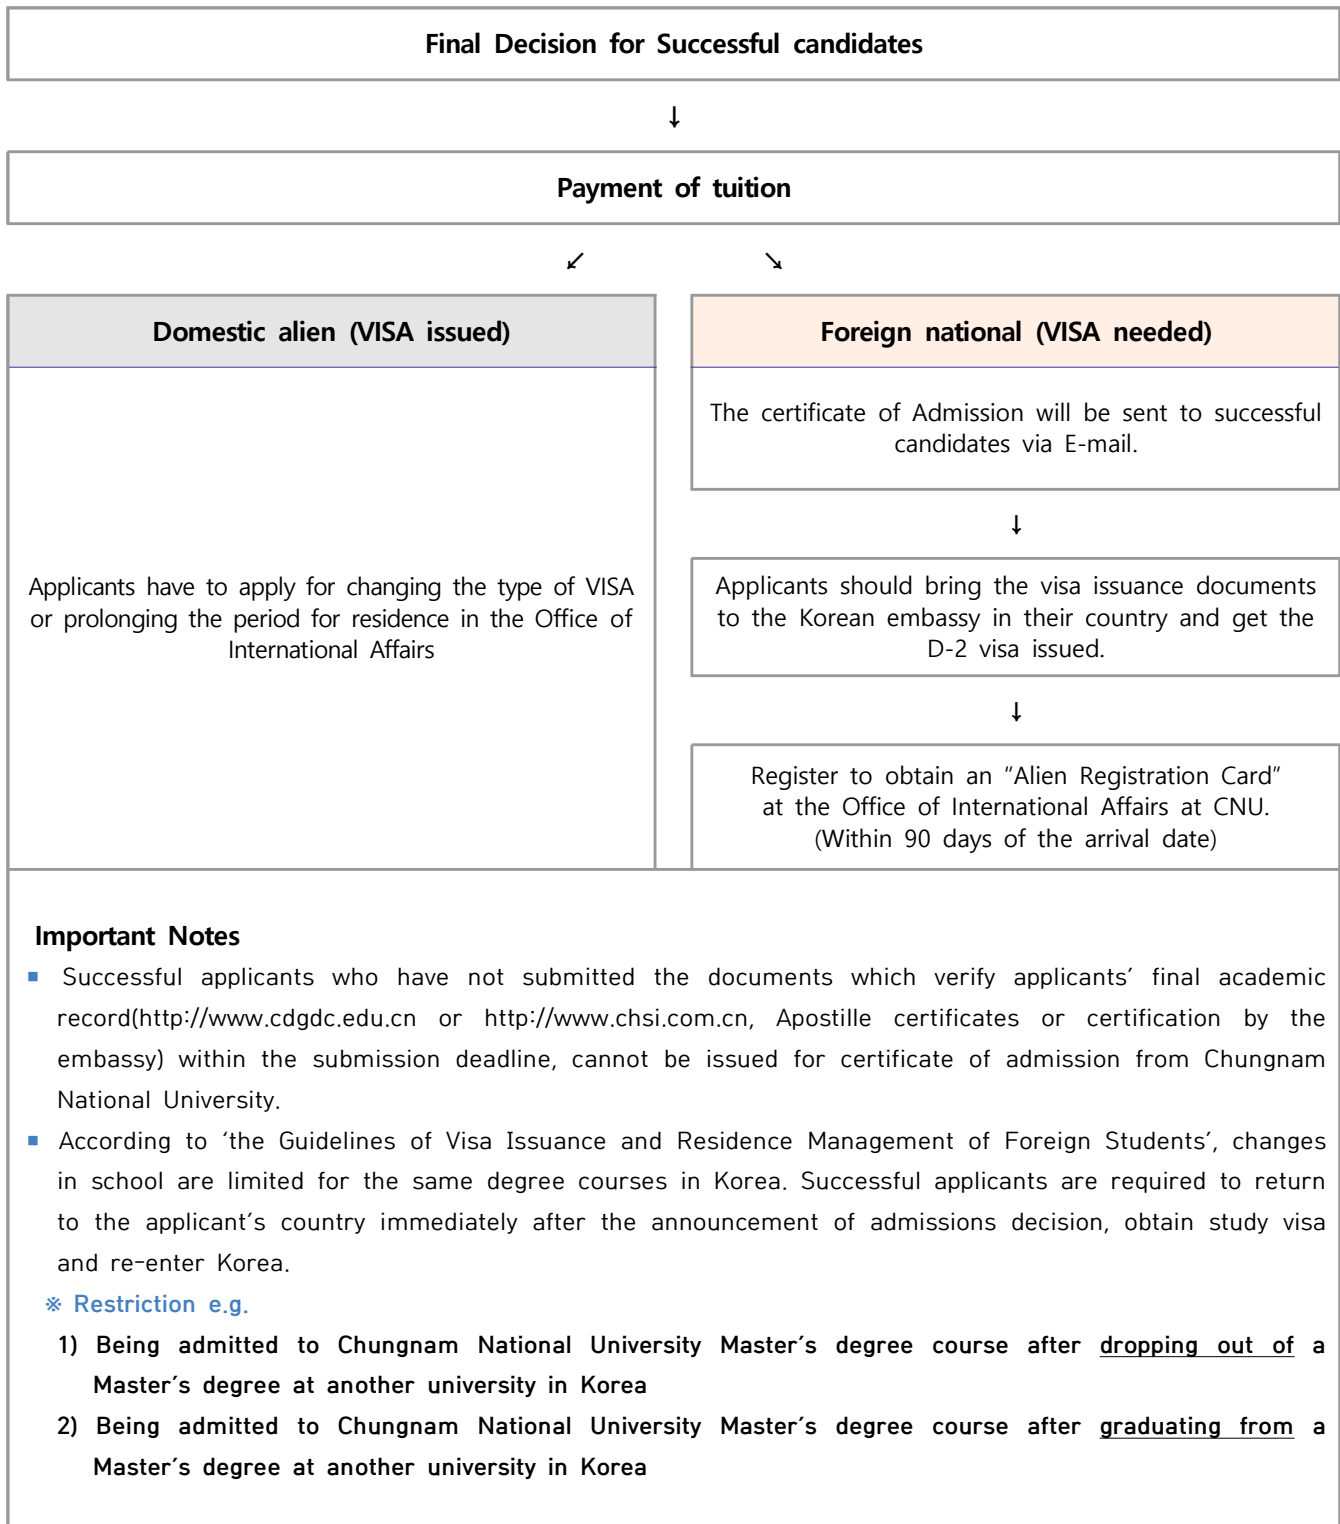 Final Decision for Successful candidates
↓
Payment of tuition
↙ ↘
Domestic alien (VISA issued)
Applicants have to apply for changing the type of VISA
or prolonging the period for residence in the Office of
International Affairs
Foreign national (VISA needed)
The certificate of Admission will be sent to successful
candidates via E-mail.
↓
Applicants should bring the visa issuance documents
to the Korean embassy in their country and get the
D-2 visa issued.
↓
Register to obtain an "Alien Registration Card"
at the Office of International Affairs at CNU.
(Within 90 days of the arrival date)
Important Notes
▪ Successful applicants who have not submitted the documents which verify applicants' final academic
record(http://www.cdgdc.edu.cn or http://www.chsi.com.cn, Apostille certificates or certification by the
embassy) within the submission deadline, cannot be issued for certificate of admission from Chungnam
National University.
▪ According to 'the Guidelines of Visa Issuance and Residence Management of Foreign Students', changes
in school are limited for the same degree courses in Korea. Successful applicants are required to return
to the applicant's country immediately after the announcement of admissions decision, obtain study visa
and re-enter Korea.
※ Restriction e.g.
1) Being admitted to Chungnam National University Master's degree course after dropping out of a
Master's degree at another university in Korea
2) Being admitted to Chungnam National University Master's degree course after graduating from a
Master's degree at another university in Korea